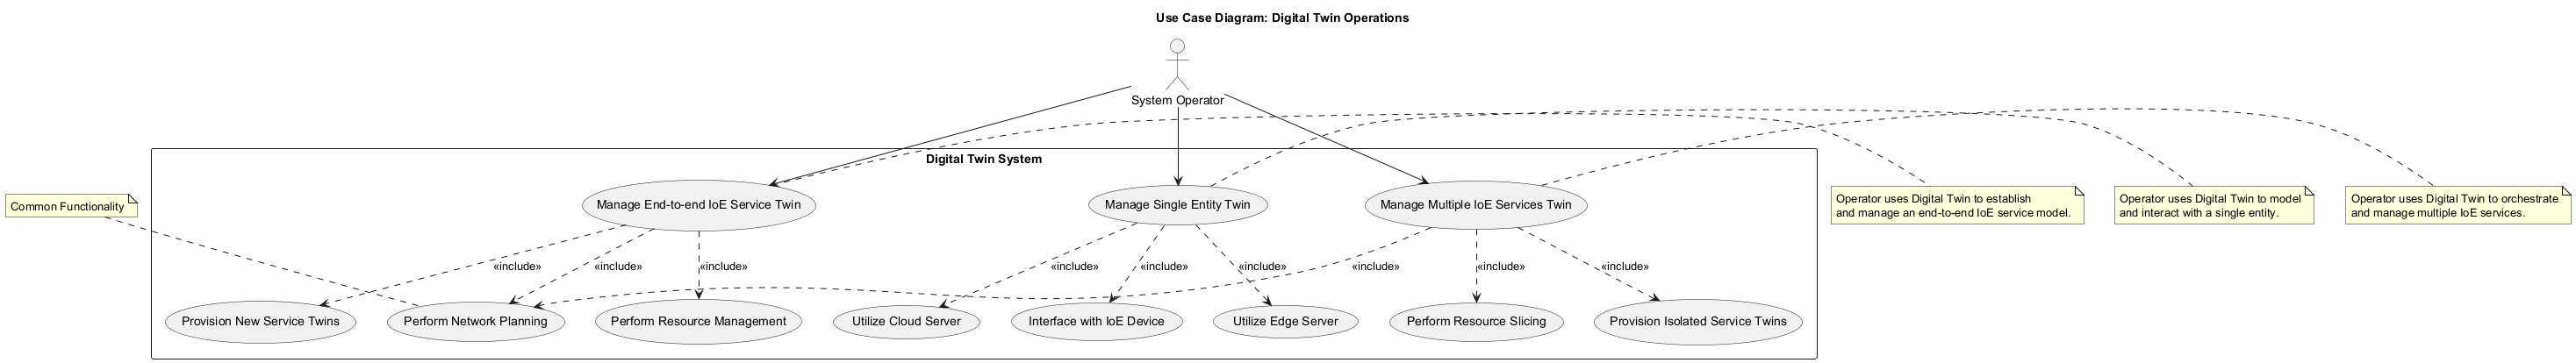 Use Case Diagram: Digital Twin Operations
System Operator
Digital Twin System
Common Functionality
Manage End-to-end IoE Service Twin
Manage Single Entity Twin
Manage Multiple IoE Services Twin
Operator uses Digital Twin to establish
and manage an end-to-end IoE service model.
Operator uses Digital Twin to model
and interact with a single entity.
Operator uses Digital Twin to orchestrate
and manage multiple IoE services.
«include»
«include»
«include»
«include»
«include»
«include»
«include»
«include»
«include»
Provision New Service Twins
Perform Network Planning
Perform Resource Management
Utilize Cloud Server
Interface with IoE Device
Utilize Edge Server
Perform Resource Slicing
Provision Isolated Service Twins